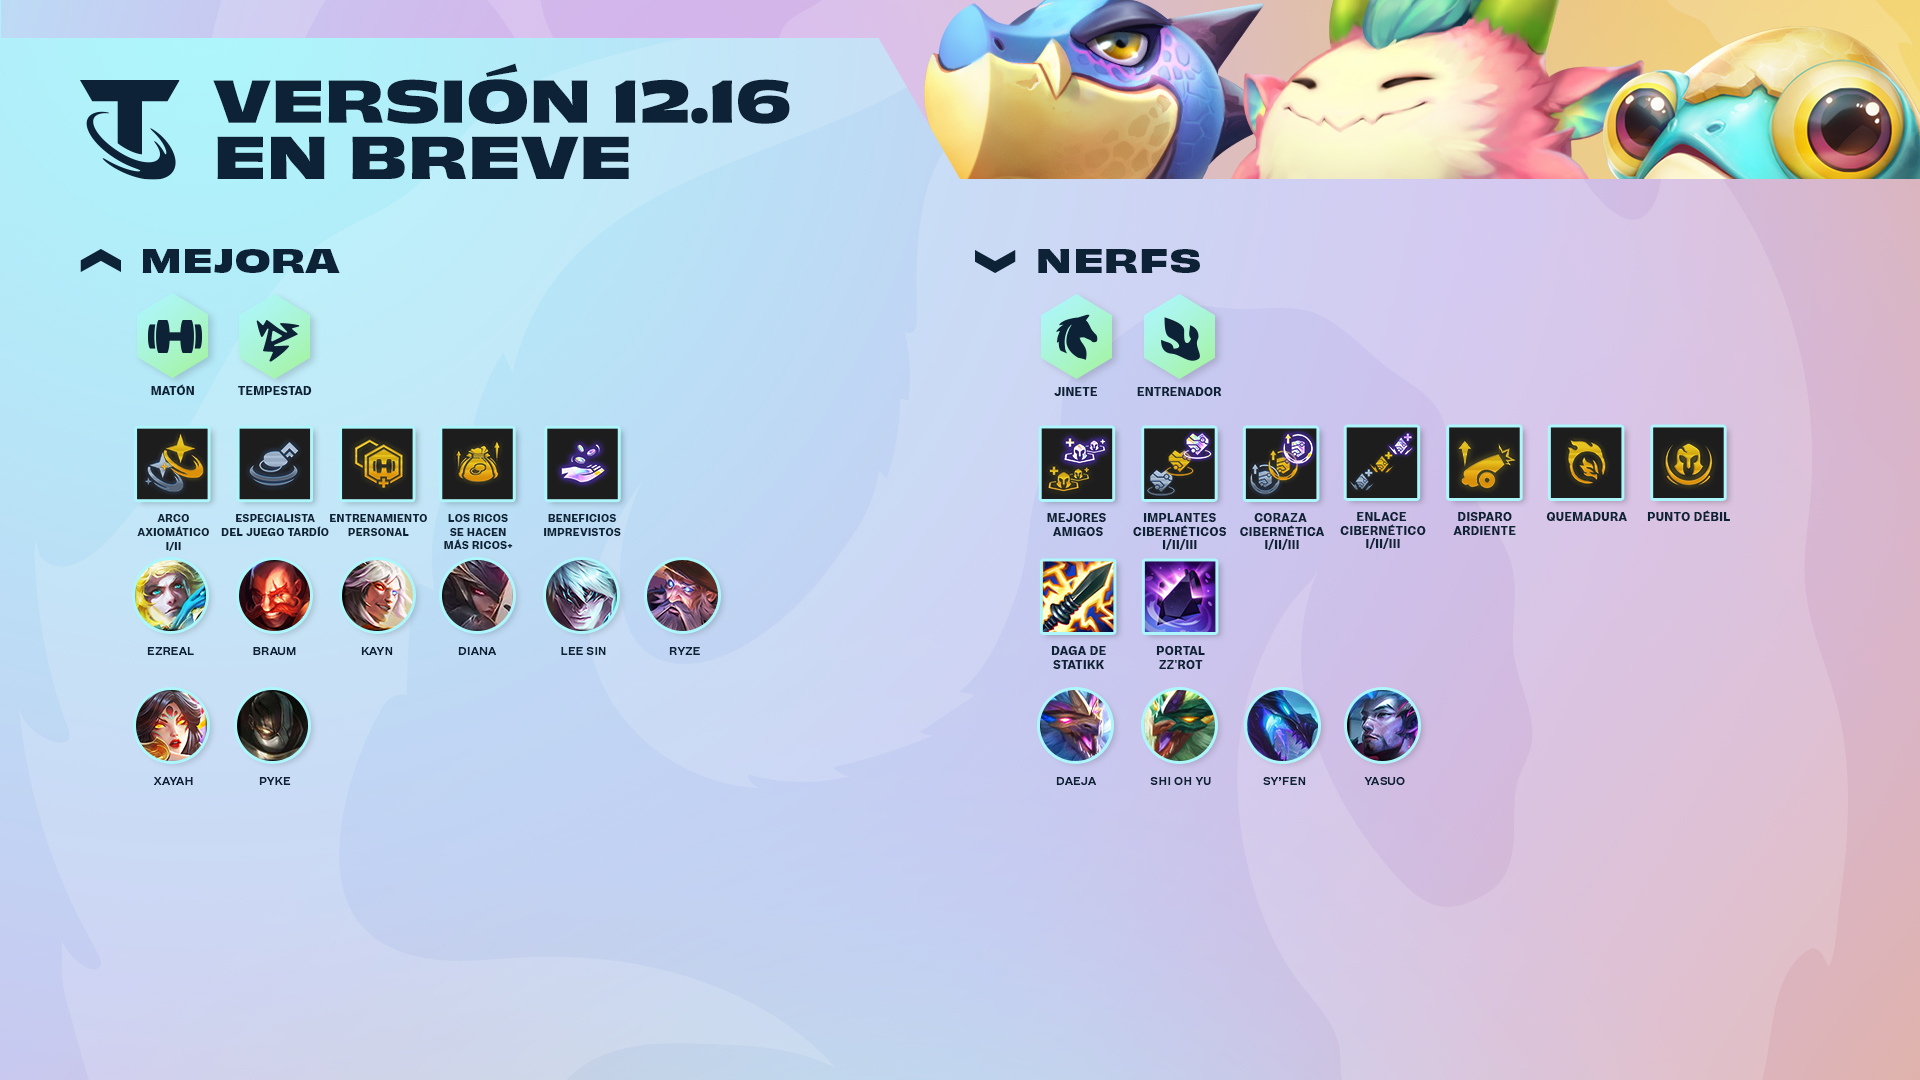 VERSIÓN 12.16
EN BREVE
MEJORA
MATÓN
TEMPESTAD
ARCO
AXIOMÁTICO
I/II
ESPECIALISTA
DEL JUEGO TARDÍO
ENTRENAMIENTO
PERSONAL
LOS RICOS
SE HACEN
MÁS RICOS+
BENEFICIOS
IMPREVISTOS
EZREAL
BRAUM
KAYN
DIANA
LEE SIN
RYZE
XAYAH
PYKE
NERFS
JINETE
ENTRENADOR
MEJORES
AMIGOS
IMPLANTES
CIBERNÉTICOS
I/II/III
CORAZA
CIBERNÉTICA
I/II/III
ENLACE
CIBERNÉTICO
I/II/III
DISPARO
ARDIENTE
QUEMADURA
PUNTO DÉBIL
DAGA DE
STATIKK
PORTAL
ZZ'ROT
DAEJA
SHI OH YU
SY'FEN
YASUO